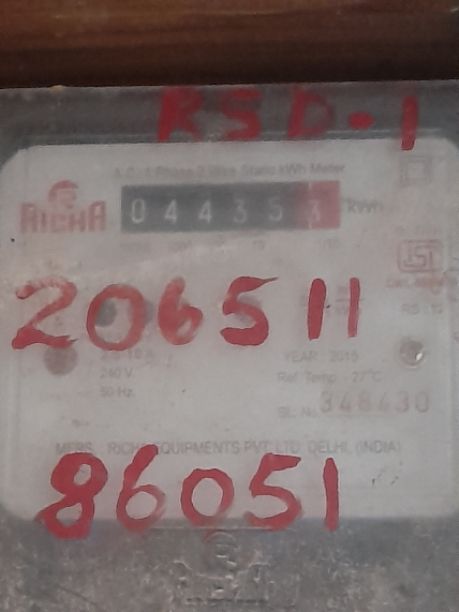 RSD.1
A.C. 1 Phase 2 Wire Static kWh Meter
RICHA 044353 kWh
206511
240 V.
50 Hz.
YEAR : 2015
Ref. Temp. : 27°C
SL. No. 348430
MFRS. : RICHA EQUIPMENTS PVT. LTD. DELHI, (INDIA)
86051